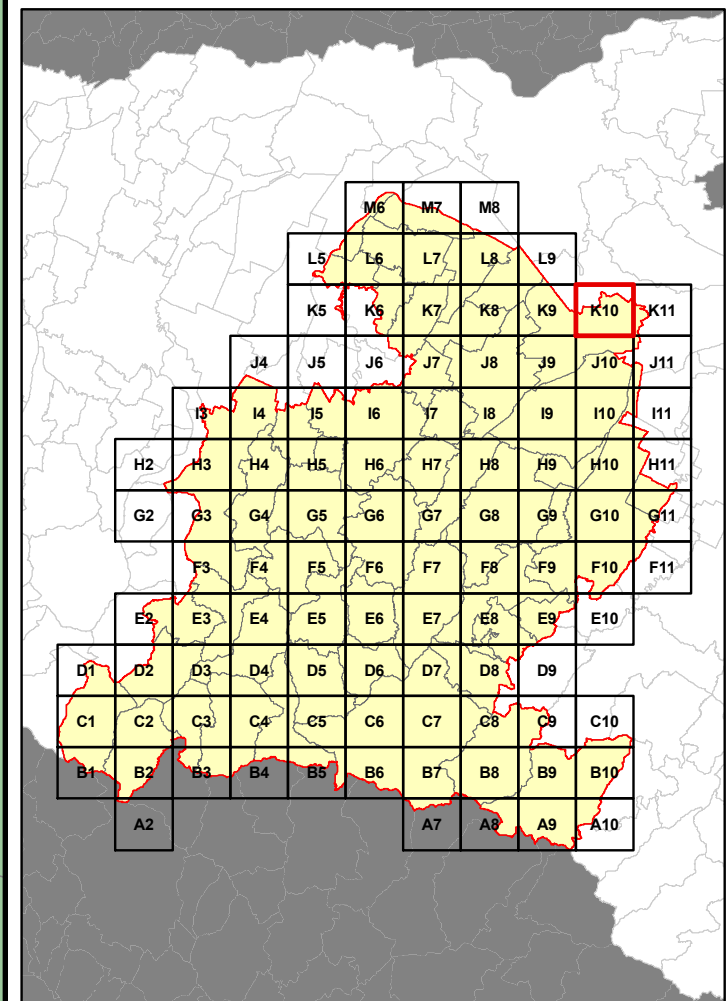 M6 M7 M8
L5 L6 L7 L8 L9
K5 K6 K7 K8 K9 K10 K11
J4 J5 J6 J7 J8 J9 J10 J11
I3 I4 I5 I6 I7 I8 I9 I10 I11
H2 H3 H4 H5 H6 H7 H8 H9 H10 H11
G2 G3 G4 G5 G6 G7 G8 G9 G10 G11
F3 F4 F5 F6 F7 F8 F9 F10 F11
E2 E3 E4 E5 E6 E7 E8 E9 E10
D1 D2 D3 D4 D5 D6 D7 D8 D9
C1 C2 C3 C4 C5 C6 C7 C8 C9 C10
B1 B2 B3 B4 B5 B6 B7 B8 B9 B10
A2 A7 A8 A9 A10